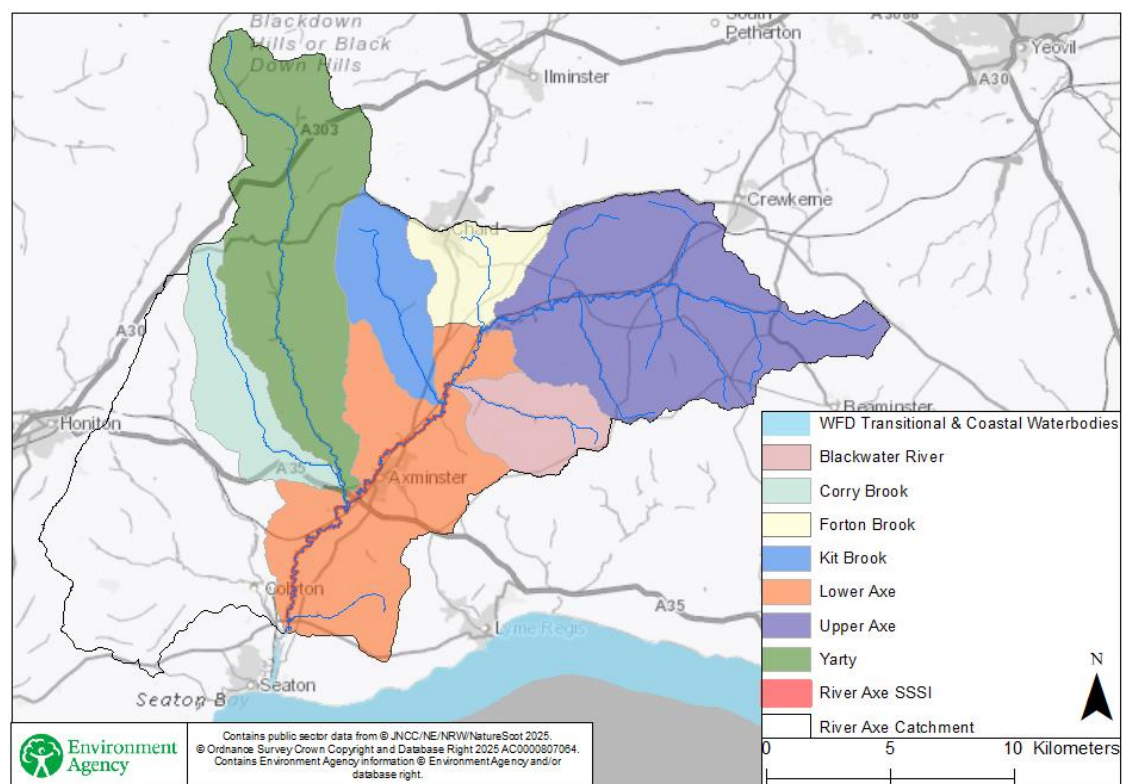 Blackdown
Hills or Black
Down Hills
South
Petherton
A3088
Yeovil
Ilminster
A30
A303
Crewkerne
Chard
A30
Honiton
Beaminster
A35
Axminster
Colyton
A35
Lyme Regis
Seaton
Seaton Bay
WFD Transitional & Coastal Waterbodies
Blackwater River
Corry Brook
Forton Brook
Kit Brook
Lower Axe
Upper Axe
Yarty
River Axe SSSI
River Axe Catchment
N
0 5 10 Kilometers
Environment
Agency
Contains public sector data from © JNCC/NE/NRW/NatureScot 2025.
© Ordnance Survey Crown Copyright and Database Right 2025 AC0000807064.
Contains Environment Agency information © Environment Agency and/or
database right.